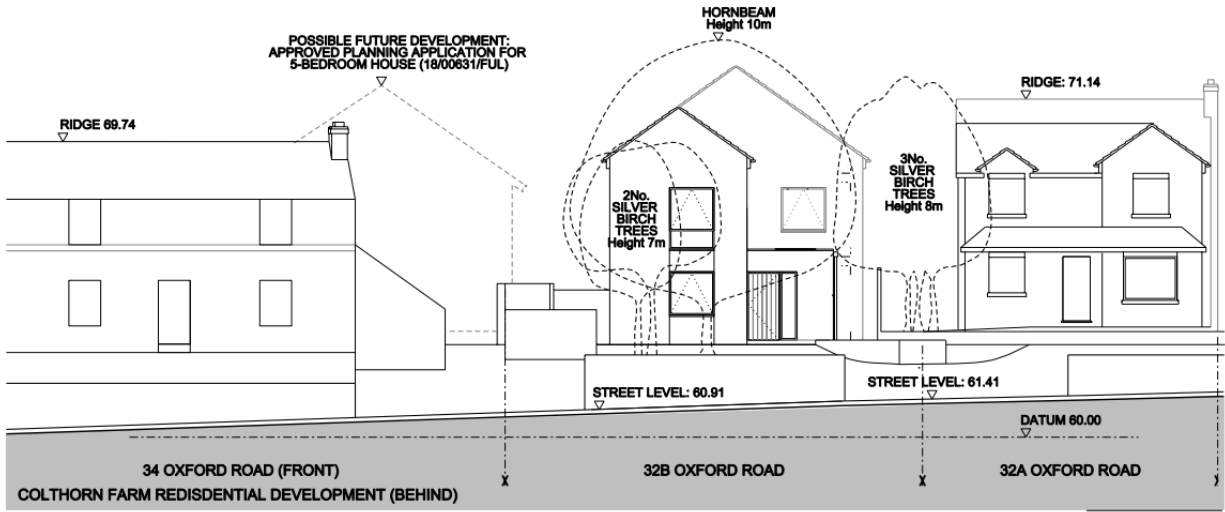 HORNBEAM
Height 10m
POSSIBLE FUTURE DEVELOPMENT:
APPROVED PLANNING APPLICATION FOR
5-BEDROOM HOUSE (18/00631/FUL)
RIDGE: 71.14
RIDGE 69.74
3No.
SILVER
BIRCH
TREES
Height 8m
2No.
SILVER
BIRCH
TREES
Height 7m
STREET LEVEL: 60.91
STREET LEVEL: 61.41
DATUM 60.00
34 OXFORD ROAD (FRONT)
32B OXFORD ROAD
32A OXFORD ROAD
COLTHORN FARM REDISDENTIAL DEVELOPMENT (BEHIND)
X
X
X